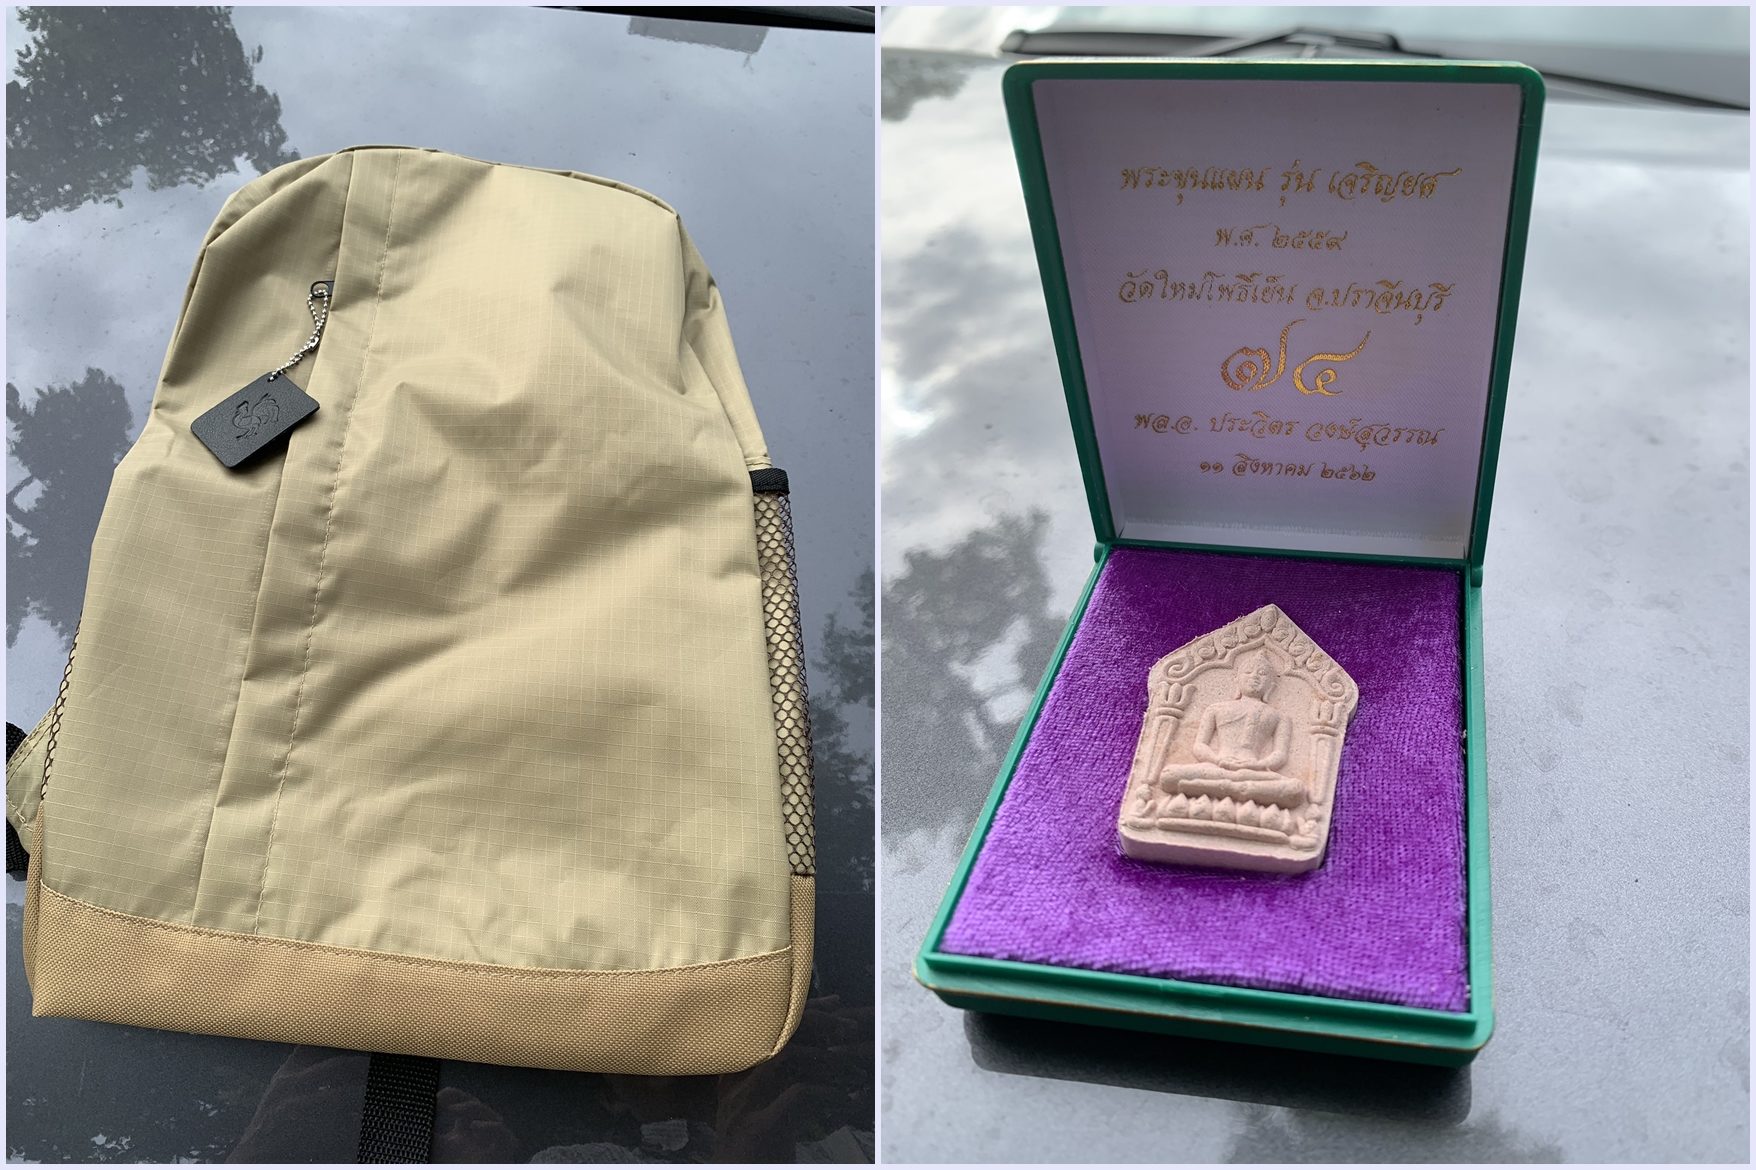 พระขุนแผน รุ่น เจริญยศ
พ.ศ. ๒๕๕๙
วัดใหม่โพธิ์เย็น จ.ปราจีนบุรี
๗๔
พล.อ. ประวิตร วงษ์สุวรรณ
๑๑ สิงหาคม ๒๕๖๒